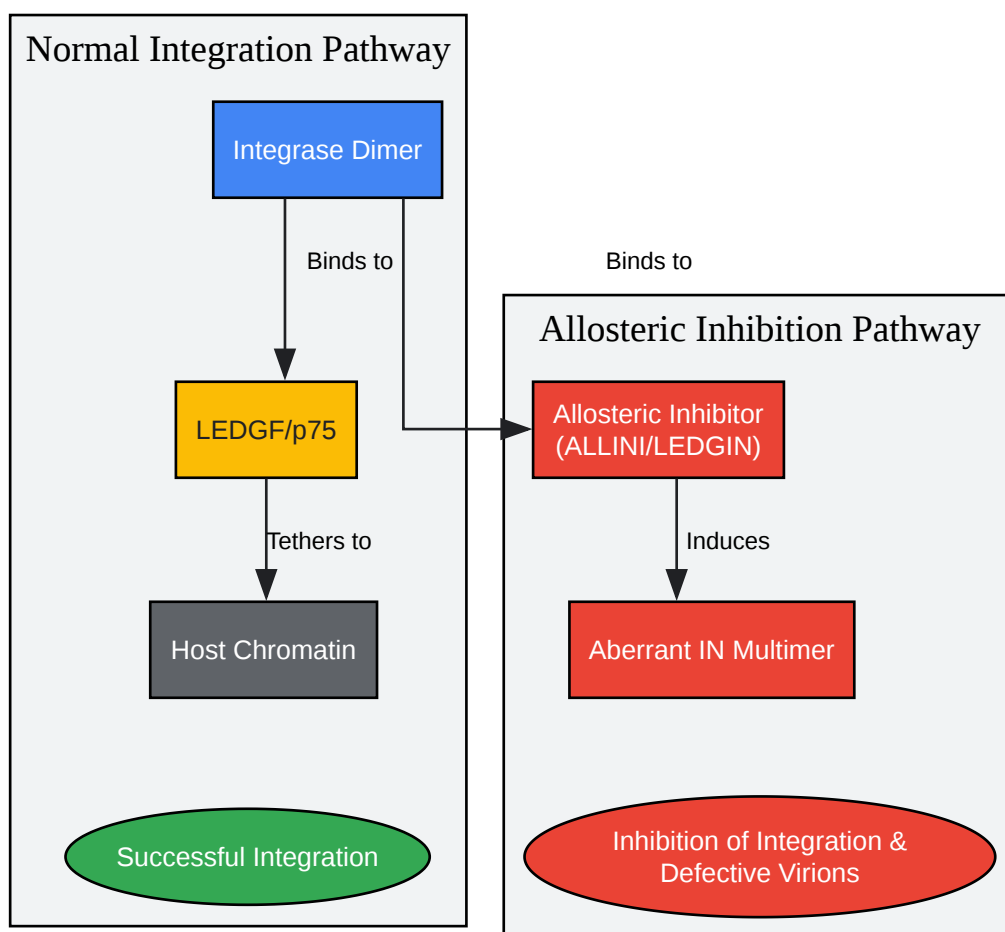 Normal Integration Pathway
Integrase Dimer
Binds to
Binds to
Allosteric Inhibition Pathway
LEDGF/p75
Allosteric Inhibitor
(ALLINI/LEDGIN)
Tethers to
Induces
Host Chromatin
Aberrant IN Multimer
Successful Integration
Inhibition of Integration &
Defective Virions